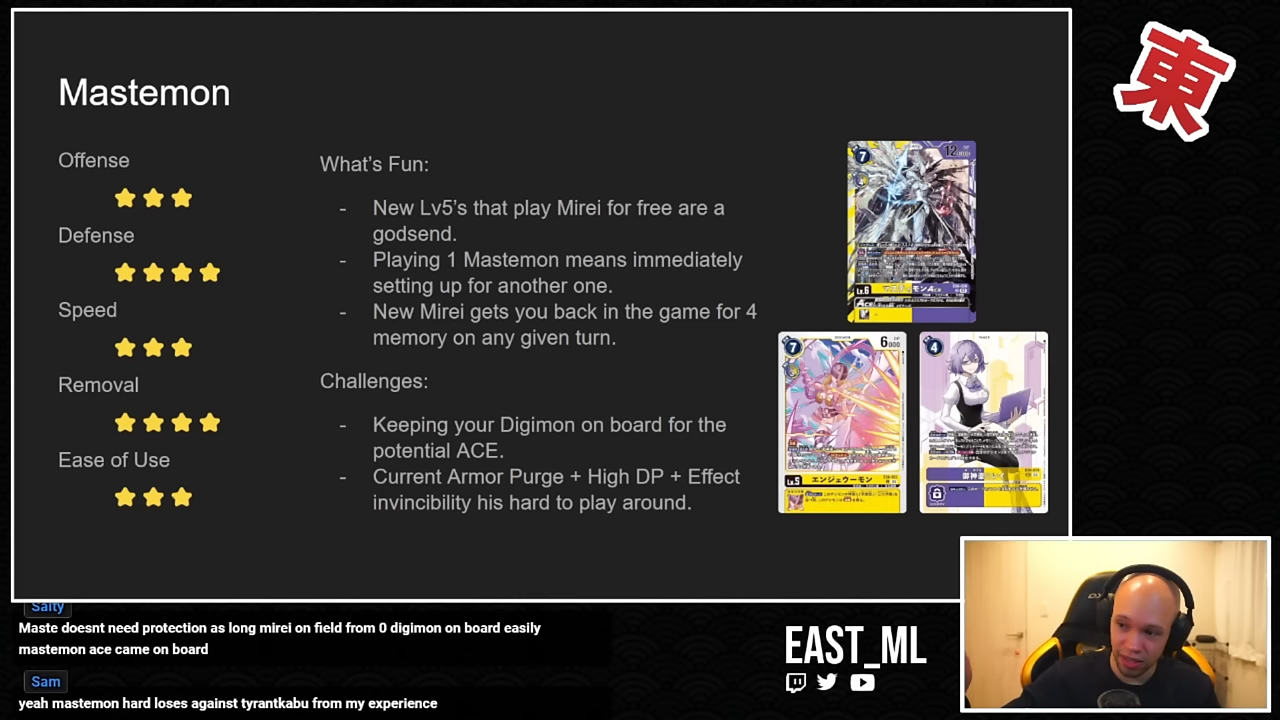 Mastemon
Offense
Defense
Speed
Removal
Ease of Use
What's Fun:
- New Lv5's that play Mirei for free are a
godsend.
- Playing 1 Mastemon means immediately
setting up for another one.
- New Mirei gets you back in the game for 4
memory on any given turn.
Challenges:
- Keeping your Digimon on board for the
potential ACE.
- Current Armor Purge + High DP + Effect
invincibility his hard to play around.
7
Lv.6
7
6000
Lv.5
エンジェウーモン
4
東
Salty
Maste doesnt need protection as long mirei on field from 0 digimon on board easily
mastemon ace came on board
Sam
yeah mastemon hard loses against tyrantkabu from my experience
EAST_ML